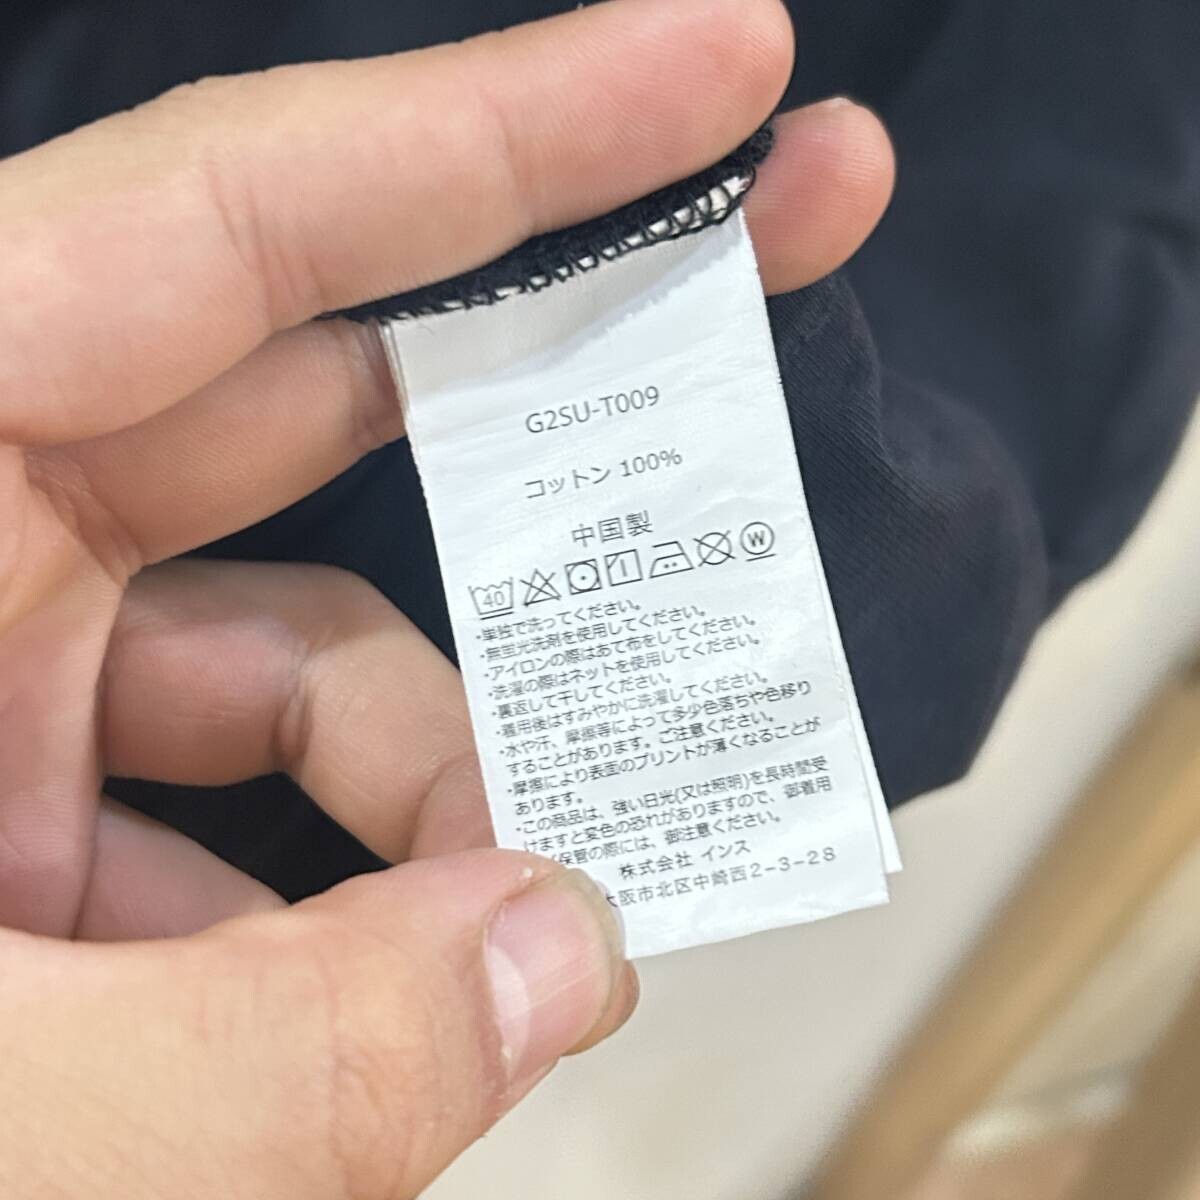 G2SU-T009
コットン 100%
中国製
40 W
・単独で洗ってください。
・無蛍光洗剤を使用してください。
・アイロンの際はあて布をしてください。
・洗濯の際はネットを使用してください。
・裏返して干してください。
・着用後はすみやかに洗濯してください。
・水や汗、摩擦等によって多少色落ちや色移り
することがあります。ご注意ください。
・摩擦により表面のプリントが薄くなることが
あります。
・この商品は、強い日光(又は照明)を長時間受
けますと変色の恐れがありますので、御着用
保管の際には、御注意ください。
株式会社 インス
大阪市北区中崎西2-3-28